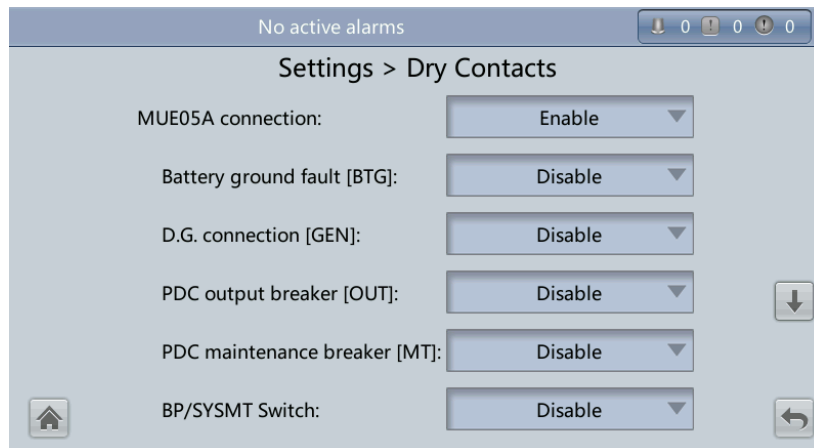 No active alarms 0 0 0
Settings > Dry Contacts
MUE05A connection: Enable
Battery ground fault [BTG]: Disable
D.G. connection [GEN]: Disable
PDC output breaker [OUT]: Disable
PDC maintenance breaker [MT]: Disable
BP/SYSMT Switch: Disable